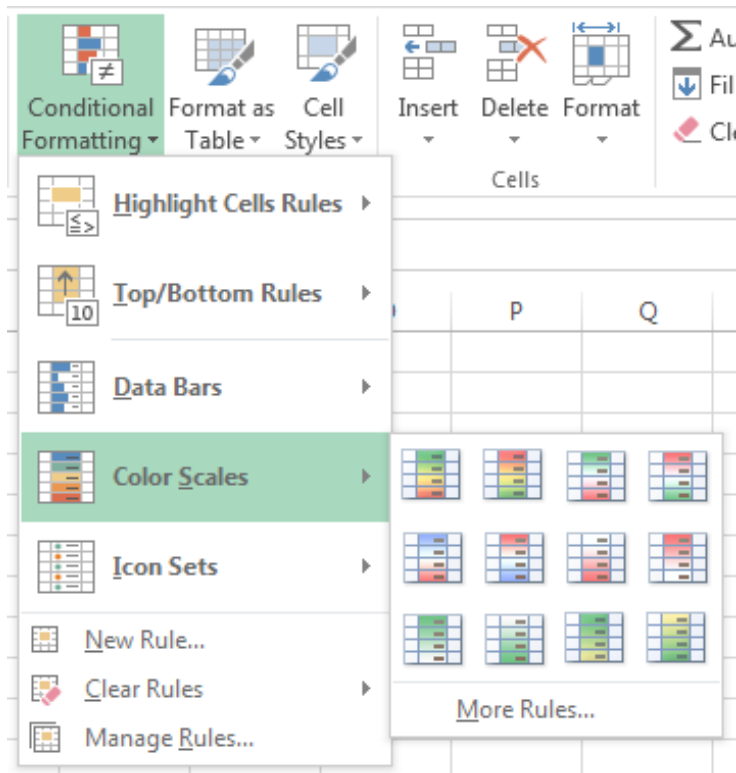 Conditional Formatting
Format as Table
Cell Styles
Insert
Delete
Format
Cells
Highlight Cells Rules
Top/Bottom Rules
10
P
Q
Data Bars
Color Scales
Icon Sets
New Rule...
Clear Rules
Manage Rules...
More Rules...